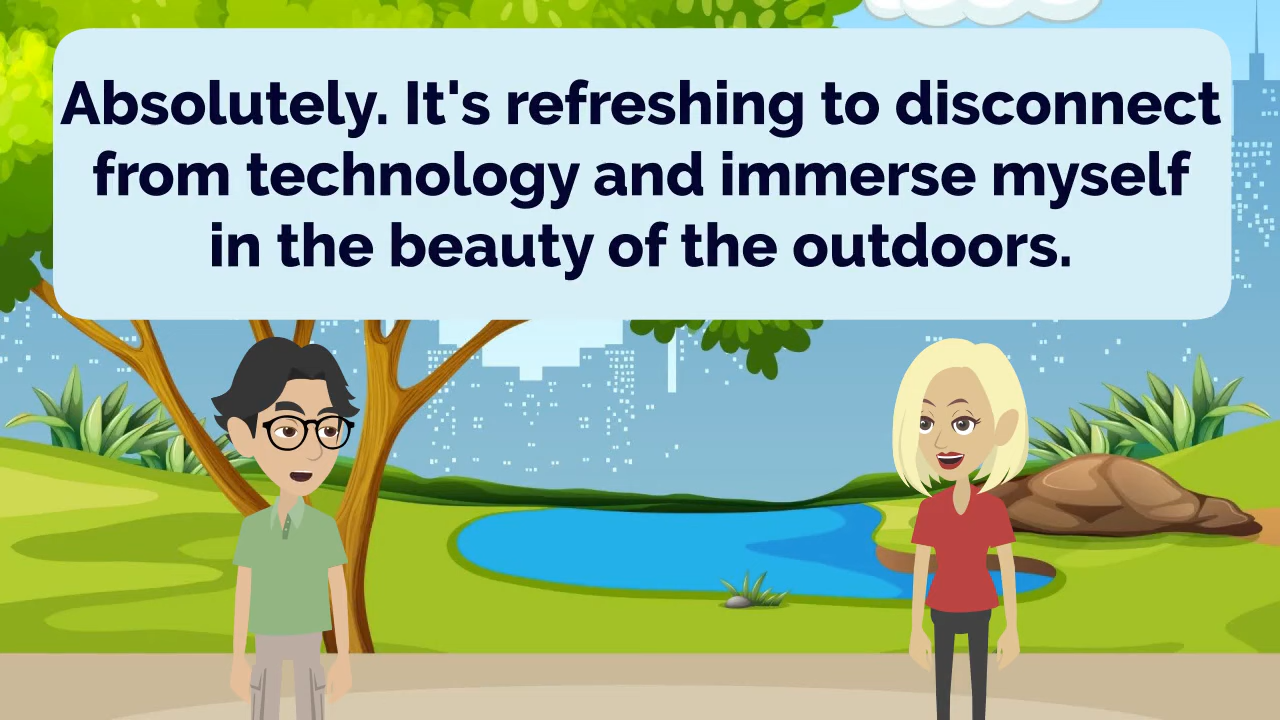 Absolutely. It's refreshing to disconnect
from technology and immerse myself
in the beauty of the outdoors.